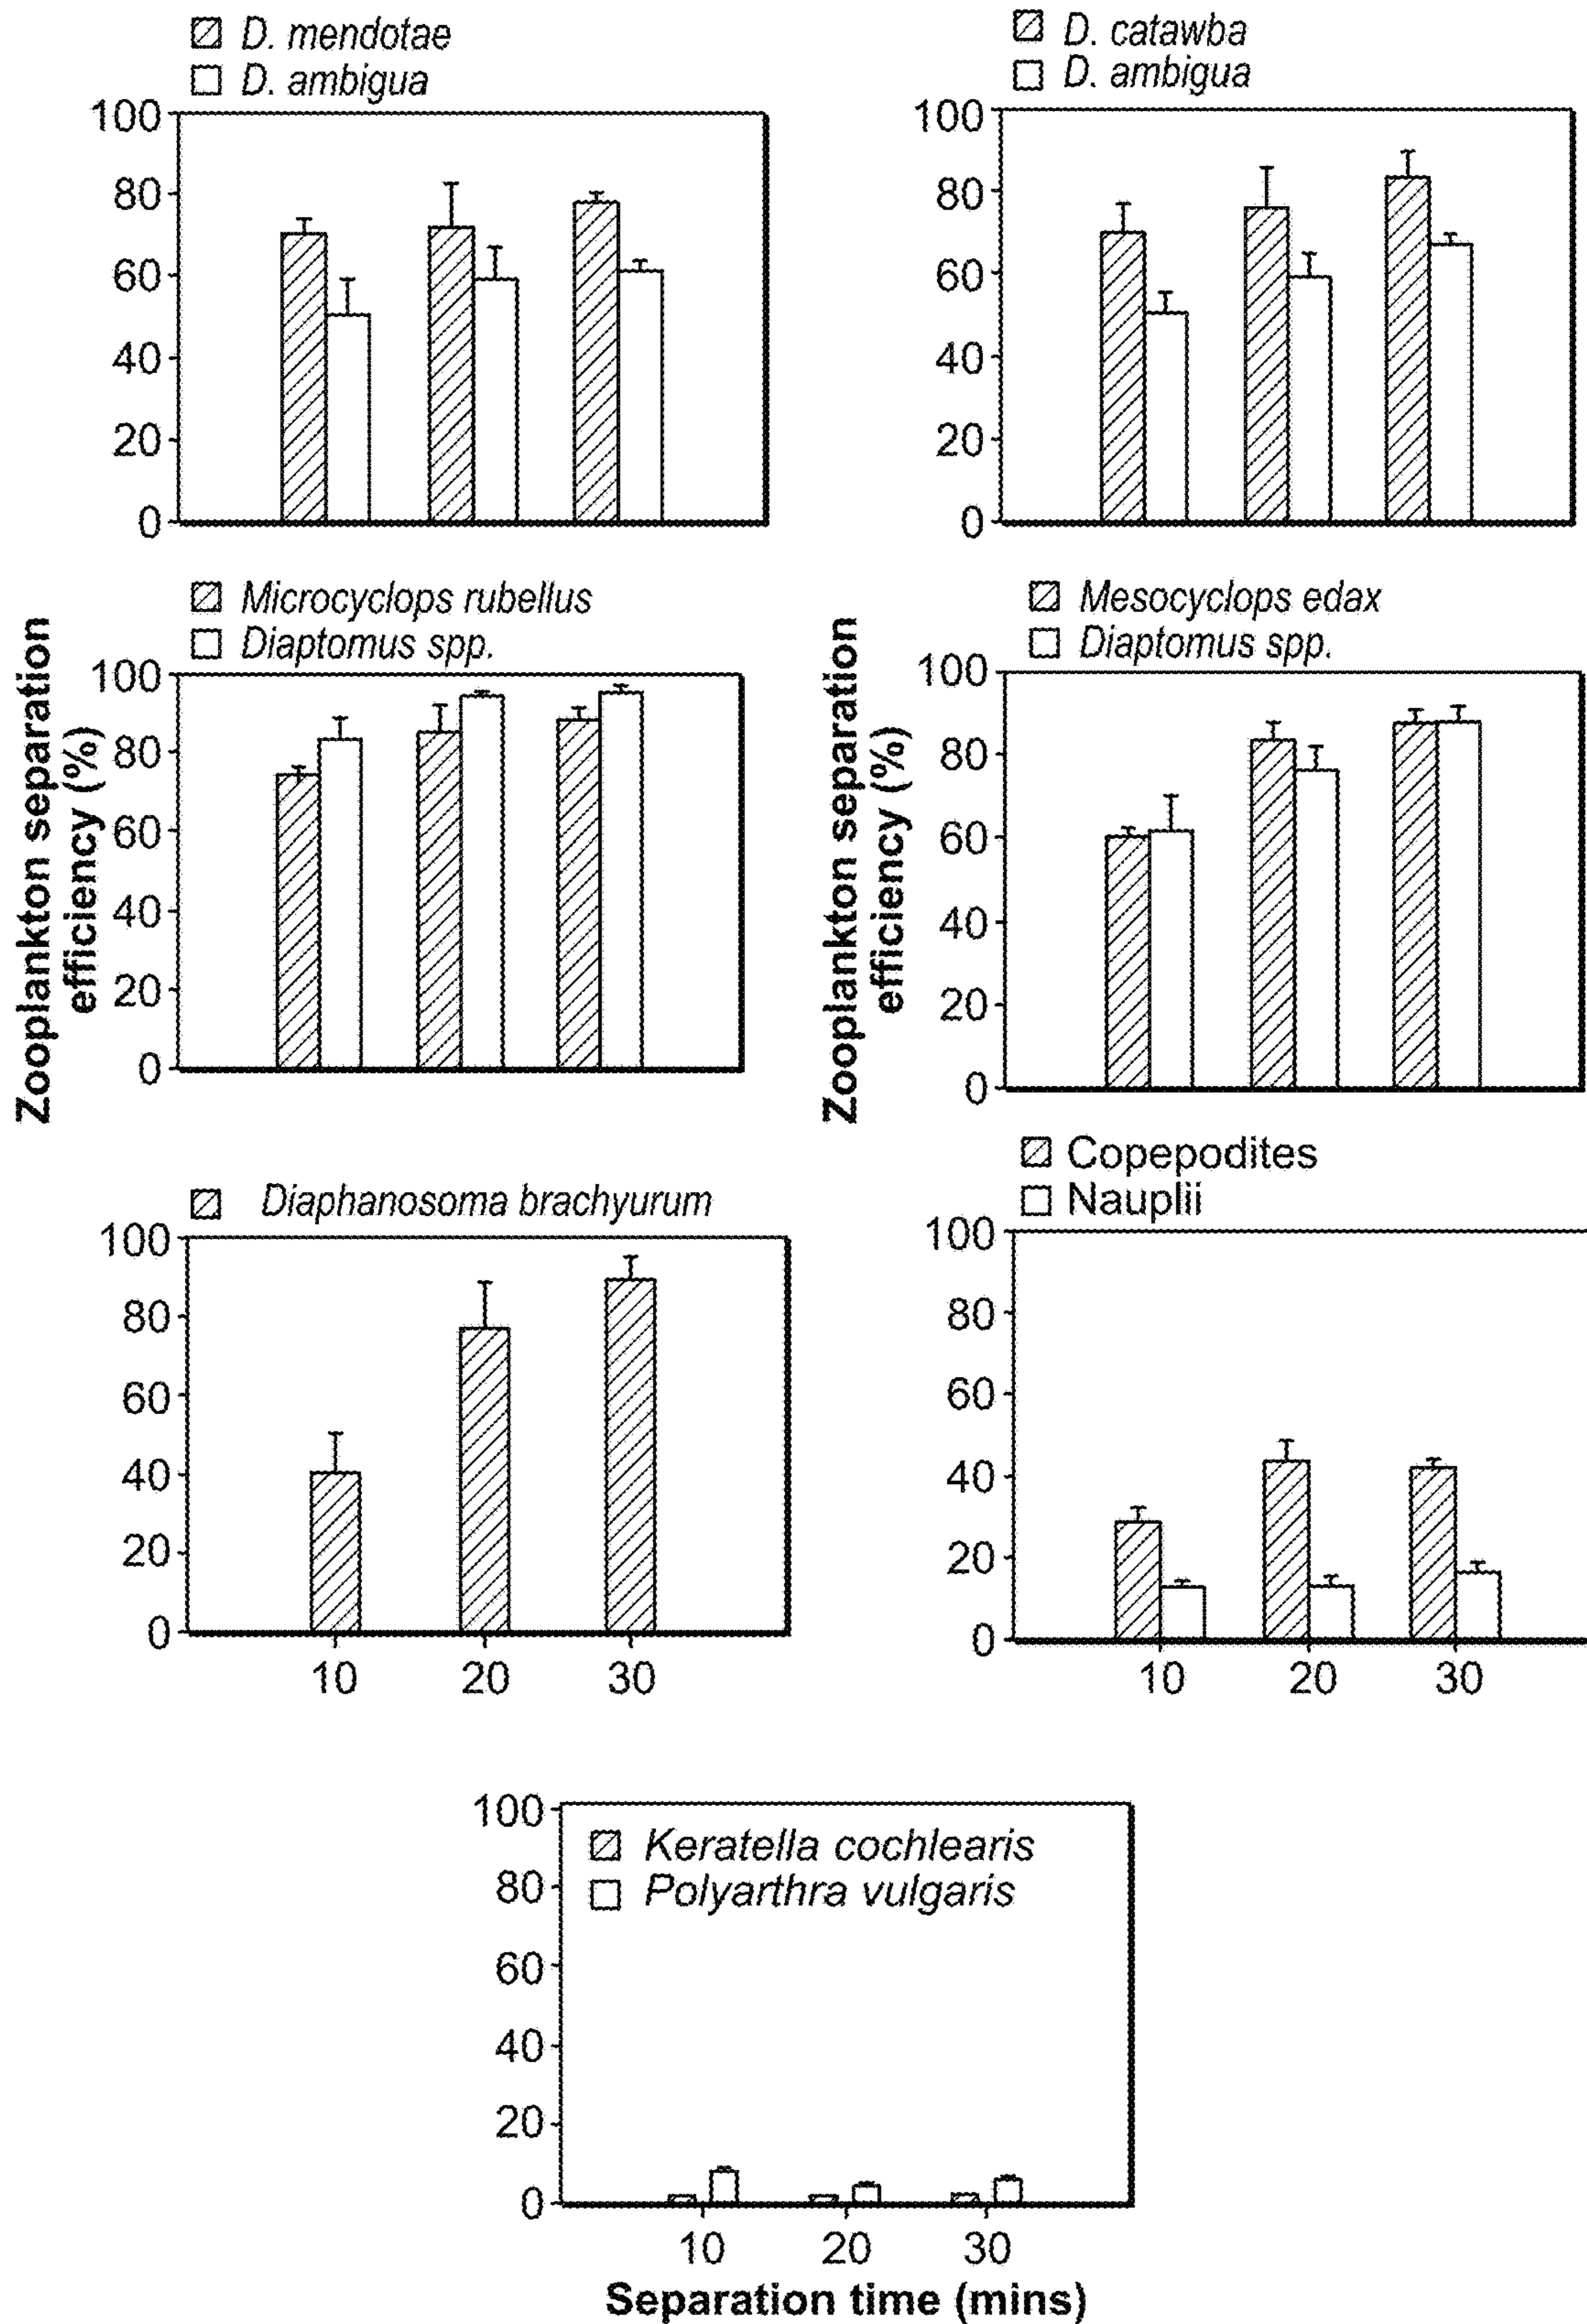 D. mendotae
D. ambigua
100
80
60
40
20
0
D. catawba
D. ambigua
100
80
60
40
20
0
Zooplankton separation
efficiency (%)
Microcyclops rubellus
Diaptomus spp.
100
80
60
40
20
0
Zooplankton separation
efficiency (%)
Mesocyclops edax
Diaptomus spp.
100
80
60
40
20
0
Diaphanosoma brachyurum
100
80
60
40
20
0
10 20 30
Copepodites
Nauplii
100
80
60
40
20
0
10 20 30
Keratella cochlearis
Polyarthra vulgaris
100
80
60
40
20
0
10 20 30
Separation time (mins)